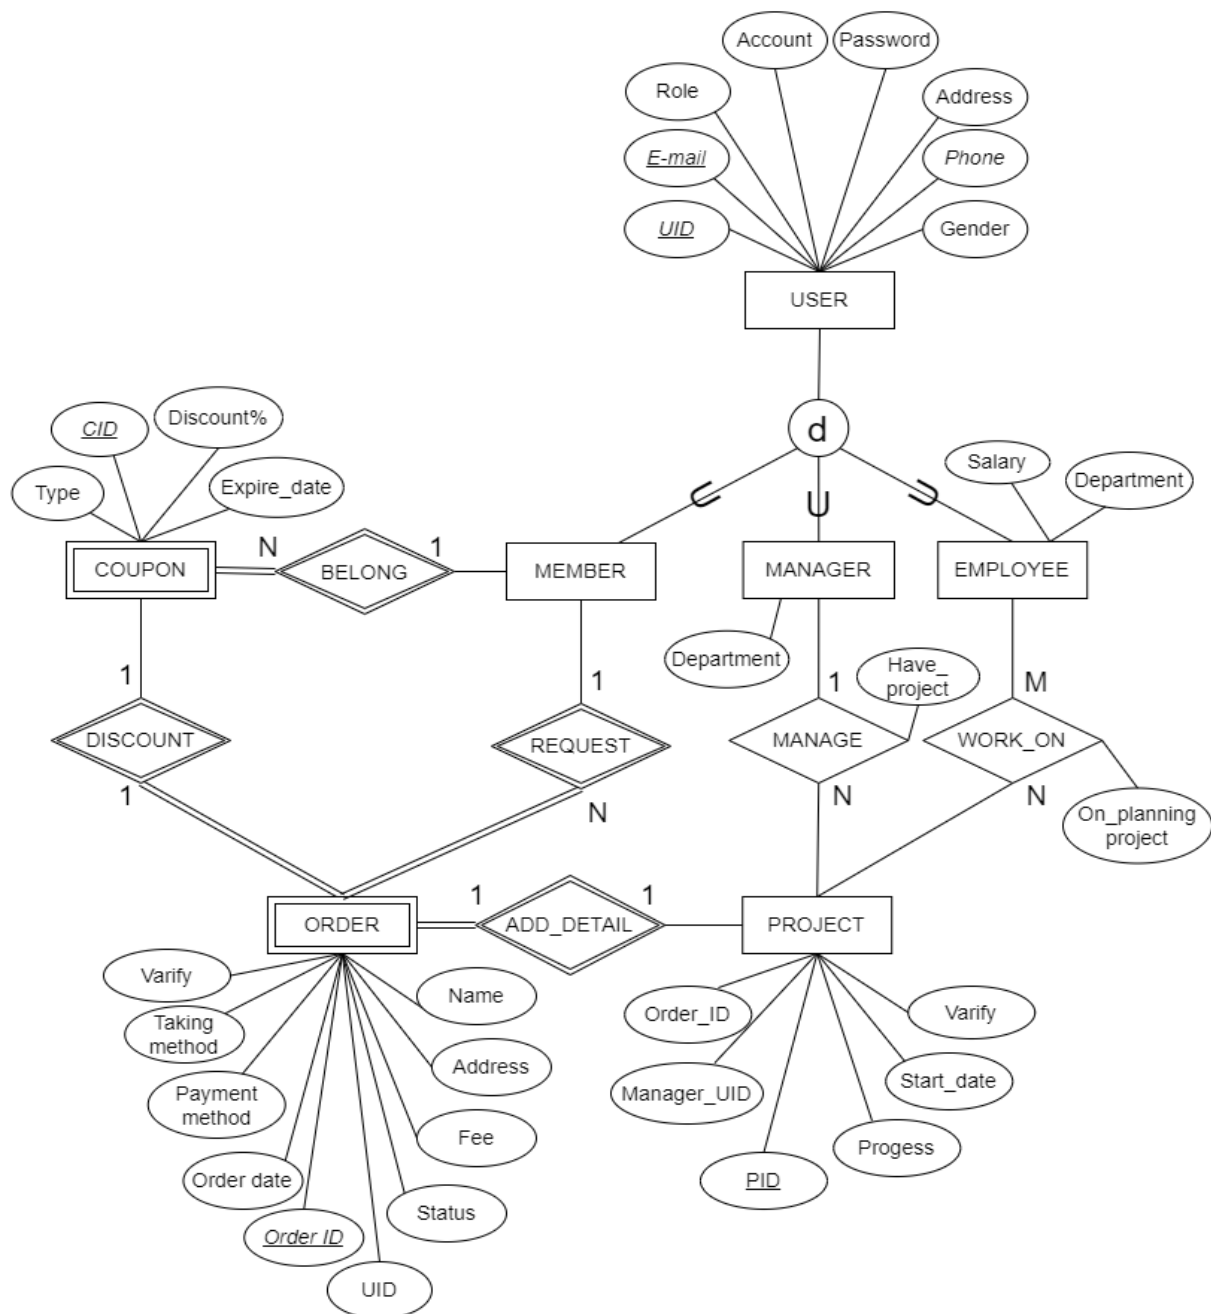 Account
Password
Role
Address
E-mail
Phone
UID
Gender
USER
d
CID
Discount%
Type
Expire_date
Salary
Department
U
U
U
COUPON
N
BELONG
1
MEMBER
MANAGER
EMPLOYEE
Department
Have_
project
1
1
1
M
DISCOUNT
REQUEST
MANAGE
WORK_ON
1
N
N
N
On_planning
project
ORDER
1
ADD_DETAIL
1
PROJECT
Varify
Name
Taking
method
Address
Payment
method
Fee
Order date
Status
Order ID
UID
Order_ID
Varify
Manager_UID
Start_date
PID
Progess